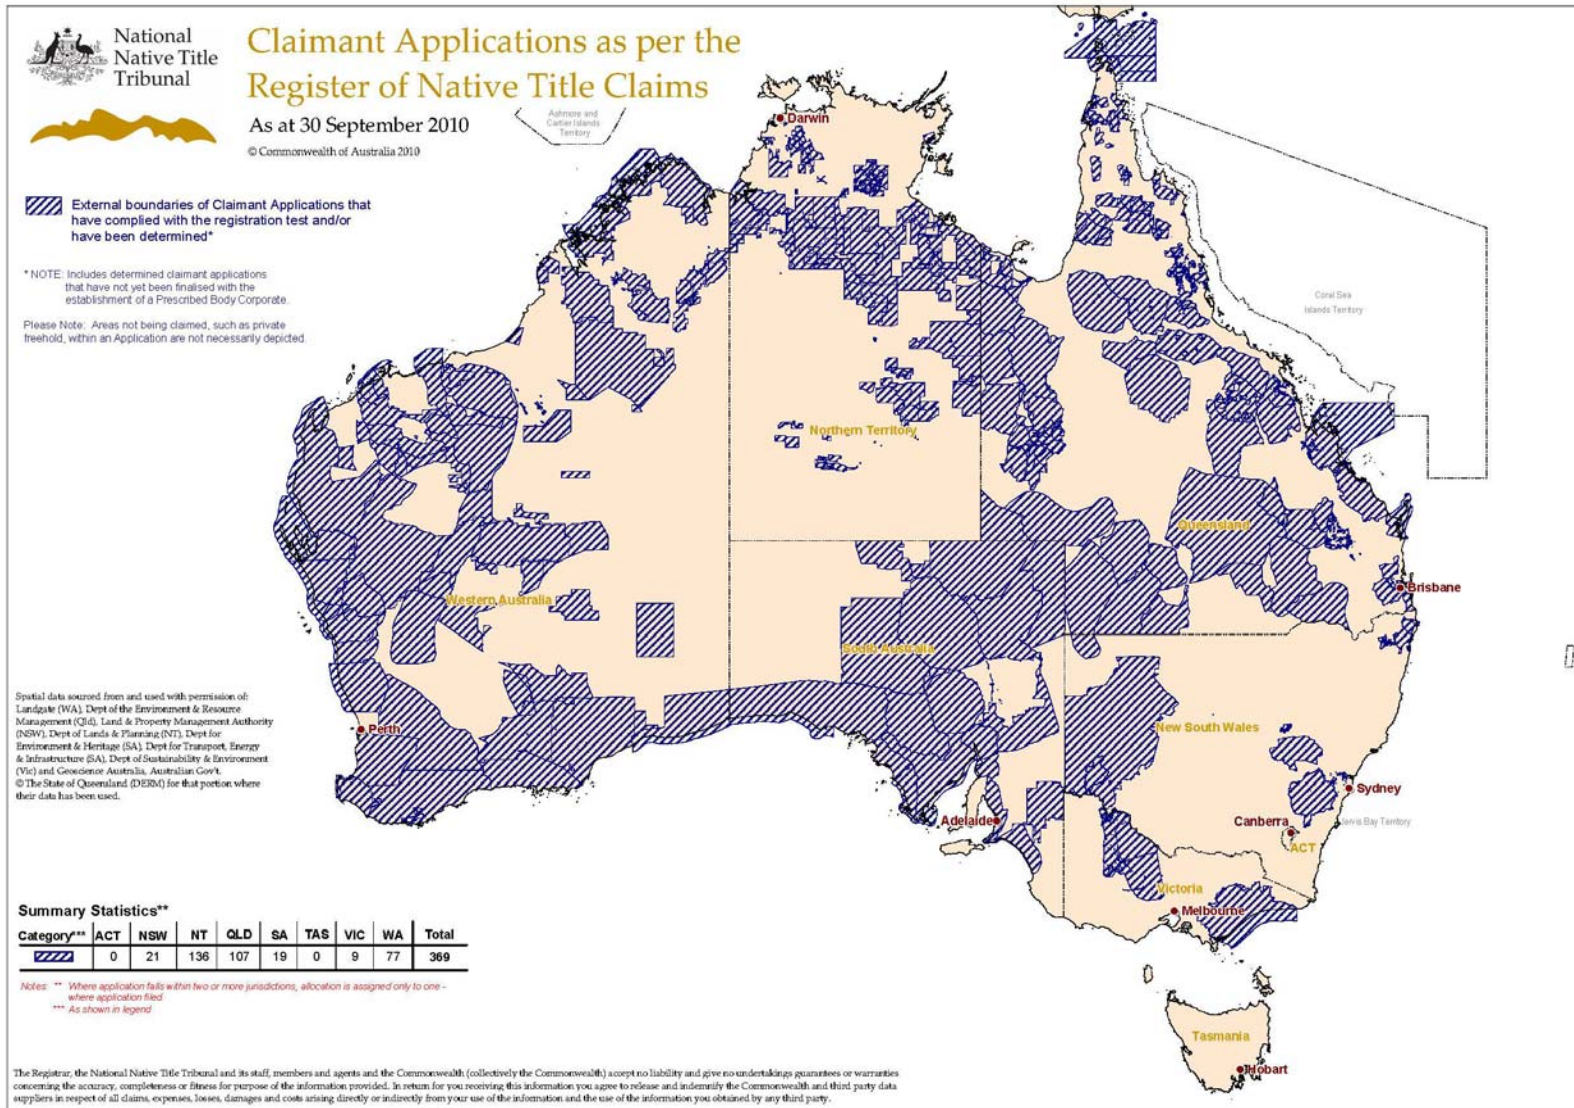 National
Native Title
Tribunal
Claimant Applications as per the
Register of Native Title Claims
As at 30 September 2010
© Commonwealth of Australia 2010
External boundaries of Claimant Applications that
have complied with the registration test and/or
have been determined*
* NOTE: Includes determined claimant applications
that have not yet been finalised with the
establishment of a Prescribed Body Corporate.
Please Note: Areas not being claimed, such as private
freehold, within an Application are not necessarily depicted.
Ashmore and
Cartier Islands
Territory
Darwin
Coral Sea
Islands Territory
Northern Territory
Queensland
Western Australia
Brisbane
South Australia
Perth
New South Wales
Sydney
Adelaide
Canberra
Jervis Bay Territory
ACT
Victoria
Melbourne
Tasmania
Hobart
Spatial data sourced from and used with permission of:
Landgate (WA), Dept of the Environment & Resource
Management (Qld), Land & Property Management Authority
(NSW), Dept of Lands & Planning (NT), Dept for
Environment & Heritage (SA), Dept for Transport, Energy
& Infrastructure (SA), Dept of Sustainability & Environment
(Vic) and Geoscience Australia, Australian Gov't.
© The State of Queensland (DERM) for that portion where
their data has been used.
Summary Statistics**
Category*** ACT NSW NT QLD SA TAS VIC WA Total
0 21 136 107 19 0 9 77 369
Notes: ** Where application falls within two or more jurisdictions, allocation is assigned only to one -
where application filed
*** As shown in legend
The Registrar, the National Native Title Tribunal and its staff, members and agents and the Commonwealth (collectively the Commonwealth) accept no liability and give no undertakings guarantees or warranties
concerning the accuracy, completeness or fitness for purpose of the information provided. In return for you receiving this information you agree to release and indemnify the Commonwealth and third party data
suppliers in respect of all claims, expenses, losses, damages and costs arising directly or indirectly from your use of the information and the use of the information you obtained by any third party.